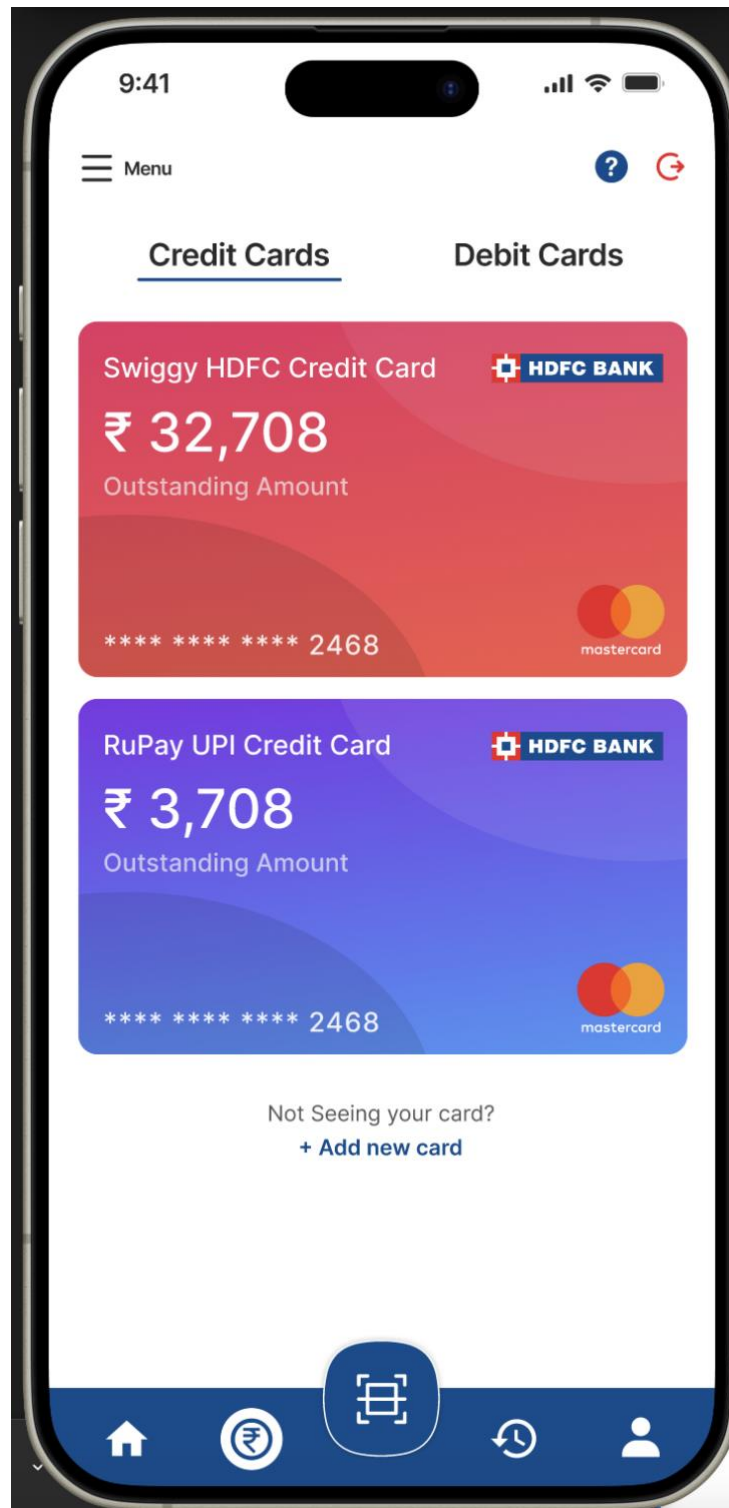 9:41
Menu
?
Credit Cards Debit Cards
Swiggy HDFC Credit Card HDFC BANK
₹ 32,708
Outstanding Amount
**** **** **** 2468 mastercard
RuPay UPI Credit Card HDFC BANK
₹ 3,708
Outstanding Amount
**** **** **** 2468 mastercard
Not Seeing your card?
+ Add new card
₹